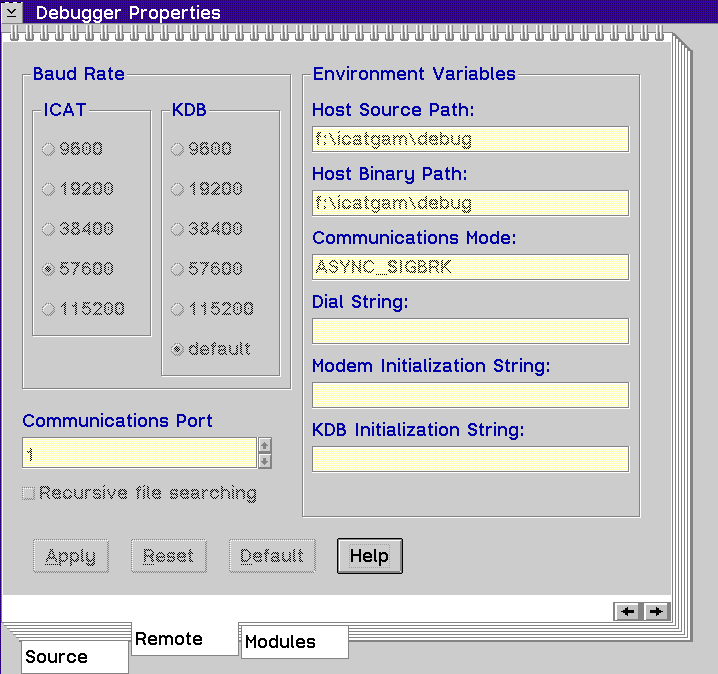 Debugger Properties
Baud Rate
ICAT
9600
19200
38400
57600
115200
KDB
9600
19200
38400
57600
115200
default
Communications Port
1
Recursive file searching
Environment Variables
Host Source Path:
f:\icatgam\debug
Host Binary Path:
f:\icatgam\debug
Communications Mode:
ASYNC_SIGBRK
Dial String:
Modem Initialization String:
KDB Initialization String:
Apply Reset Default Help
Source Remote Modules